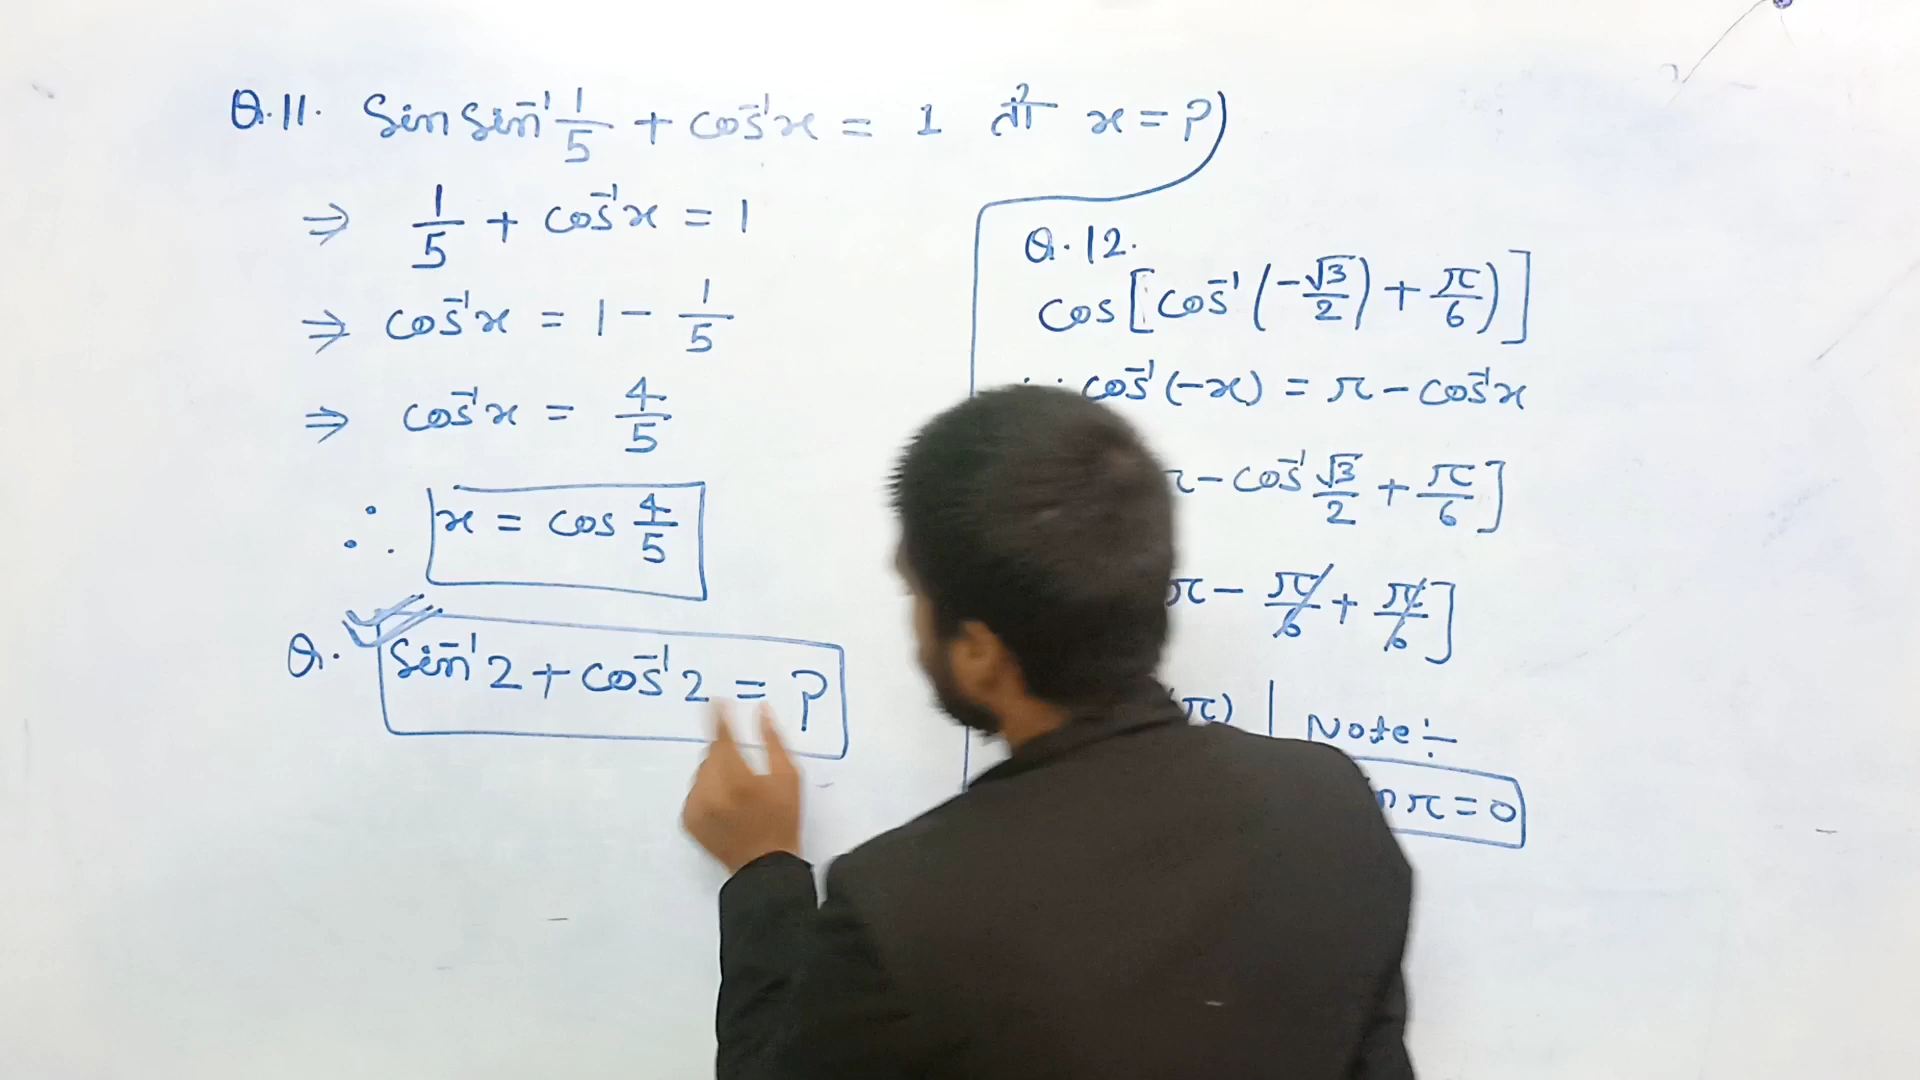 Q.11. Sin Sin⁻¹ 1/5 + cos⁻¹x = 1 तो x = ?
⇒ 1/5 + cos⁻¹x = 1
⇒ cos⁻¹x = 1 - 1/5
⇒ cos⁻¹x = 4/5
∴ x = cos 4/5
Q. Sin⁻¹2 + cos⁻¹2 = ?
Q.12.
cos[cos⁻¹(-√3/2) + π/6)]
∵ cos⁻¹(-x) = π - cos⁻¹x
π - cos⁻¹ √3/2 + π/6]
π - π/6 + π/6]
(π)
Note:-
nπ = 0